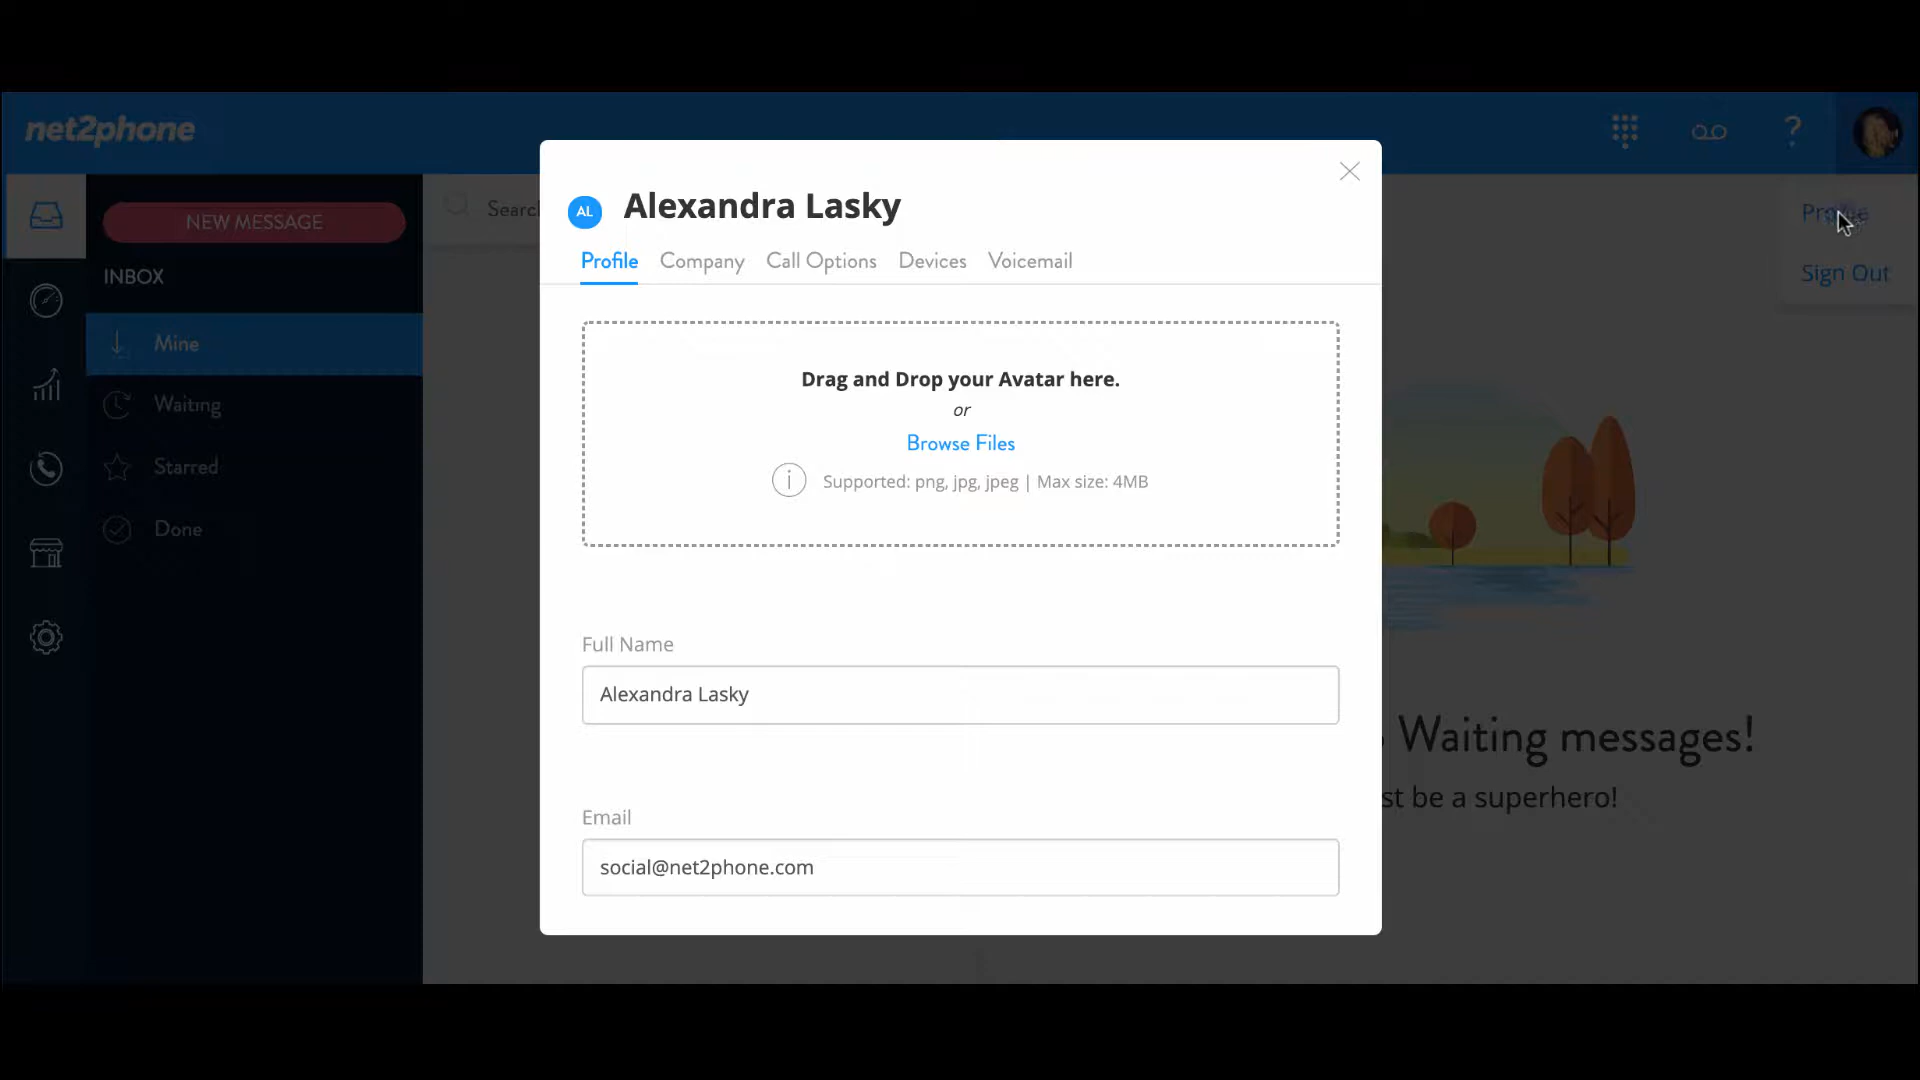 net2phone
?
NEW MESSAGE
INBOX
Mine
Waiting
Starred
Done
Search
AL
Alexandra Lasky
Profile
Company
Call Options
Devices
Voicemail
Drag and Drop your Avatar here.
or
Browse Files
i
Supported: png, jpg, jpeg | Max size: 4MB
Full Name
Alexandra Lasky
Email
social@net2phone.com
Profile
Sign Out
Waiting messages!
be a superhero!